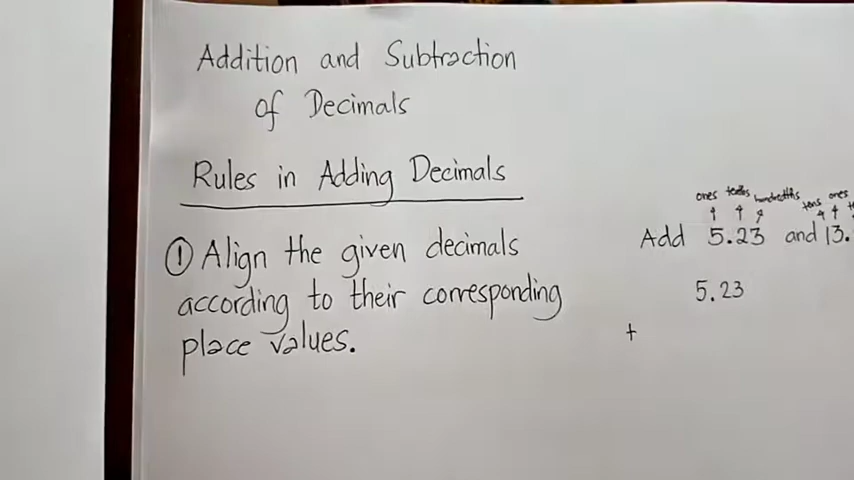 Addition and Subtraction
of Decimals
Rules in Adding Decimals
① Align the given decimals
according to their corresponding
place values.
ones tenths hundredths tens ones
Add 5.23 and 13.
5.23
+